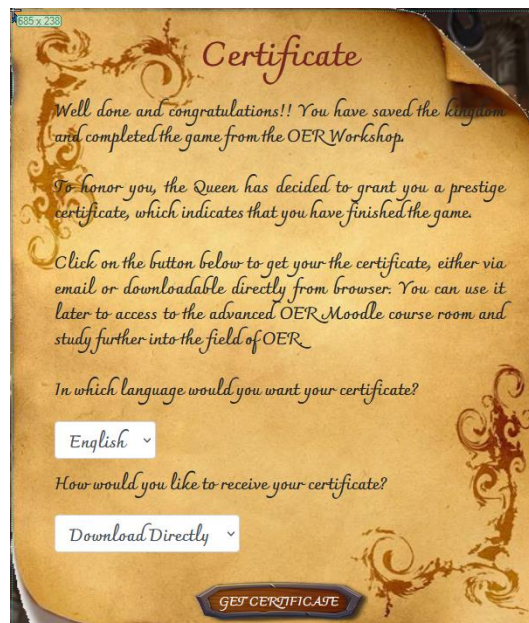 685 x 238
Certificate
Well done and congratulations!! You have saved the kingdom
and completed the game from the OER Workshop.
To honor you, the Queen has decided to grant you a prestige
certificate, which indicates that you have finished the game.
Click on the button below to get your the certificate, either via
email or downloadable directly from browser. You can use it
later to access to the advanced OER Moodle course room and
study further into the field of OER.
In which language would you want your certificate?
English
How would you like to receive your certificate?
Download Directly
GET CERTIFICATE